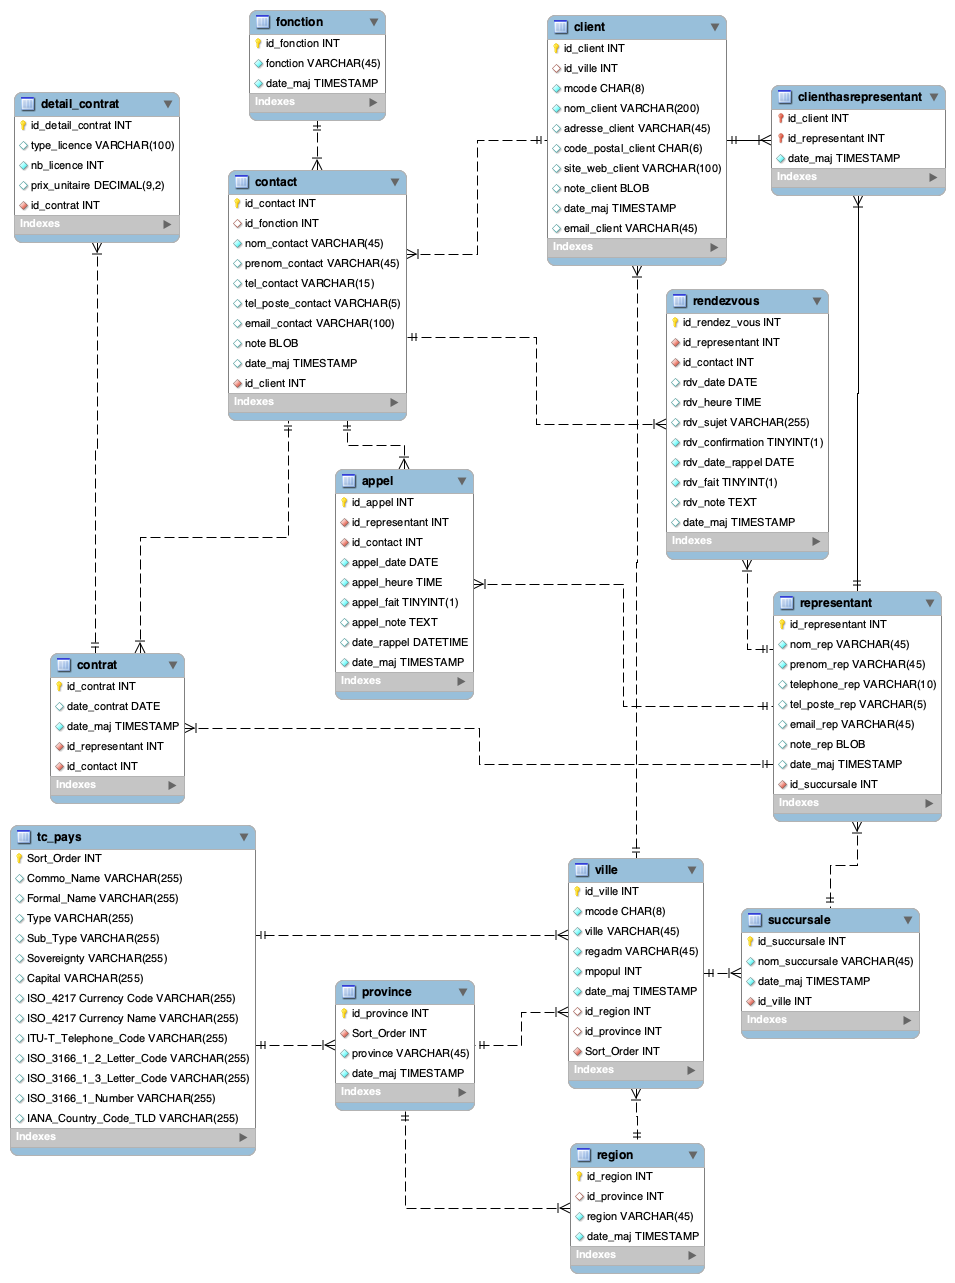 fonction
id_fonction INT
fonction VARCHAR(45)
date_maj TIMESTAMP
Indexes
client
id_client INT
id_ville INT
mcode CHAR(8)
nom_client VARCHAR(200)
adresse_client VARCHAR(45)
code_postal_client CHAR(6)
site_web_client VARCHAR(100)
note_client BLOB
date_maj TIMESTAMP
email_client VARCHAR(45)
Indexes
clienthasrepresentant
id_client INT
id_representant INT
date_maj TIMESTAMP
Indexes
detail_contrat
id_detail_contrat INT
type_licence VARCHAR(100)
nb_licence INT
prix_unitaire DECIMAL(9,2)
id_contrat INT
Indexes
contact
id_contact INT
id_fonction INT
nom_contact VARCHAR(45)
prenom_contact VARCHAR(45)
tel_contact VARCHAR(15)
tel_poste_contact VARCHAR(5)
email_contact VARCHAR(100)
note BLOB
date_maj TIMESTAMP
id_client INT
Indexes
rendezvous
id_rendez_vous INT
id_representant INT
id_contact INT
rdv_date DATE
rdv_heure TIME
rdv_sujet VARCHAR(255)
rdv_confirmation TINYINT(1)
rdv_date_rappel DATE
rdv_fait TINYINT(1)
rdv_note TEXT
date_maj TIMESTAMP
Indexes
appel
id_appel INT
id_representant INT
id_contact INT
appel_date DATE
appel_heure TIME
appel_fait TINYINT(1)
appel_note TEXT
date_rappel DATETIME
date_maj TIMESTAMP
Indexes
representant
id_representant INT
nom_rep VARCHAR(45)
prenom_rep VARCHAR(45)
telephone_rep VARCHAR(10)
tel_poste_rep VARCHAR(5)
email_rep VARCHAR(45)
note_rep BLOB
date_maj TIMESTAMP
id_succursale INT
Indexes
contrat
id_contrat INT
date_contrat DATE
date_maj TIMESTAMP
id_representant INT
id_contact INT
Indexes
tc_pays
Sort_Order INT
Commo_Name VARCHAR(255)
Formal_Name VARCHAR(255)
Type VARCHAR(255)
Sub_Type VARCHAR(255)
Sovereignty VARCHAR(255)
Capital VARCHAR(255)
ISO_4217 Currency Code VARCHAR(255)
ISO_4217 Currency Name VARCHAR(255)
ITU-T_Telephone_Code VARCHAR(255)
ISO_3166_1_2_Letter_Code VARCHAR(255)
ISO_3166_1_3_Letter_Code VARCHAR(255)
ISO_3166_1_Number VARCHAR(255)
IANA_Country_Code_TLD VARCHAR(255)
Indexes
ville
id_ville INT
mcode CHAR(8)
ville VARCHAR(45)
regadm VARCHAR(45)
mpopul INT
date_maj TIMESTAMP
id_region INT
id_province INT
Sort_Order INT
Indexes
succursale
id_succursale INT
nom_succursale VARCHAR(45)
date_maj TIMESTAMP
id_ville INT
Indexes
province
id_province INT
Sort_Order INT
province VARCHAR(45)
date_maj TIMESTAMP
Indexes
region
id_region INT
id_province INT
region VARCHAR(45)
date_maj TIMESTAMP
Indexes